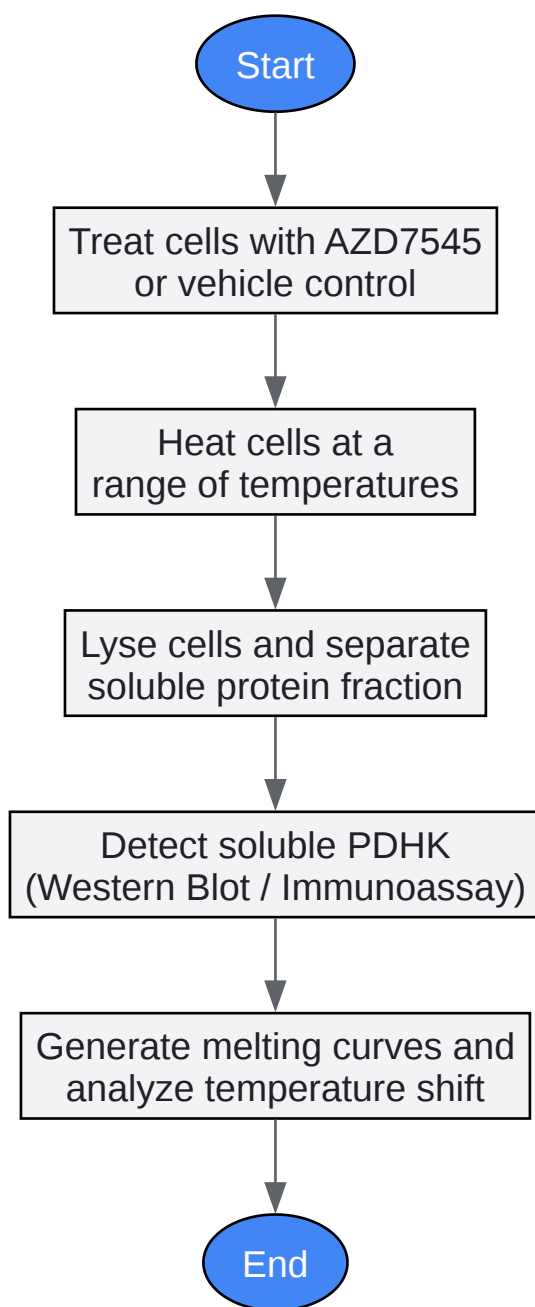 Start
Treat cells with AZD7545
or vehicle control
Heat cells at a
range of temperatures
Lyse cells and separate
soluble protein fraction
Detect soluble PDHK
(Western Blot / Immunoassay)
Generate melting curves and
analyze temperature shift
End